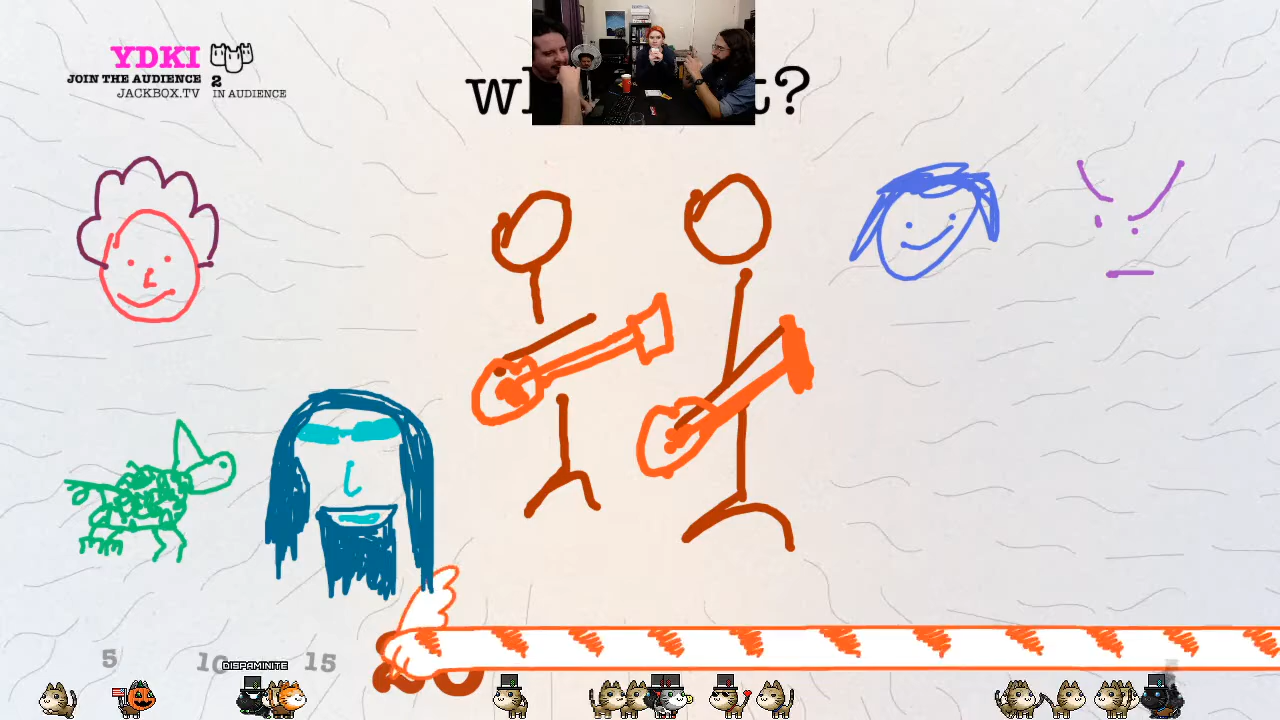 YDKI
JOIN THE AUDIENCE 2
JACKBOX.TV IN AUDIENCE
t?
5 10 15
DISPAMINITE